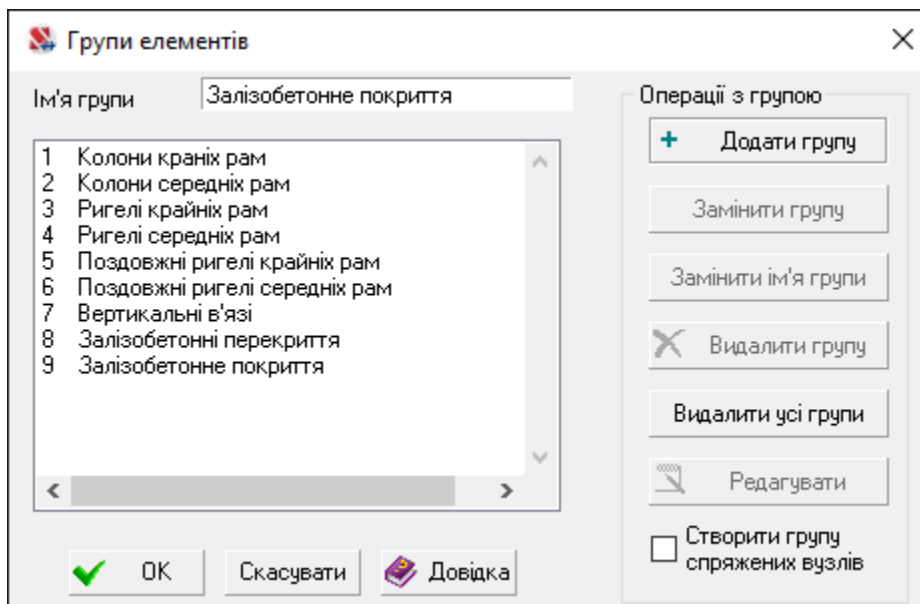 Групи елементів
Ім'я групи
Залізобетонне покриття
1 Колони краніх рам
2 Колони середніх рам
3 Ригелі крайніх рам
4 Ригелі середніх рам
5 Поздовжні ригелі крайніх рам
6 Поздовжні ригелі середніх рам
7 Вертикальні в'язі
8 Залізобетонні перекриття
9 Залізобетонне покриття
Операції з групою
Додати групу
Замінити групу
Замінити ім'я групи
Видалити групу
Видалити усі групи
Редагувати
Створити групу
спряжених вузлів
ОК
Скасувати
Довідка